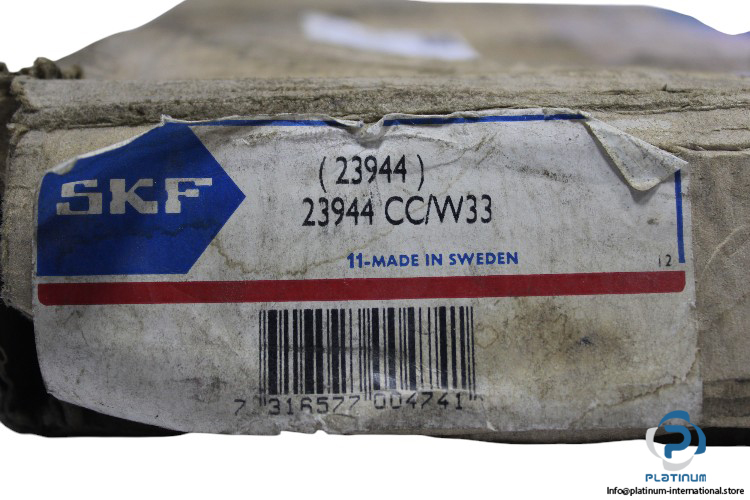 SKF
( 23944 )
23944 CC/W33
11-MADE IN SWEDEN
12
7 316577 004741
PLATINUM
Info@platinum-international.store